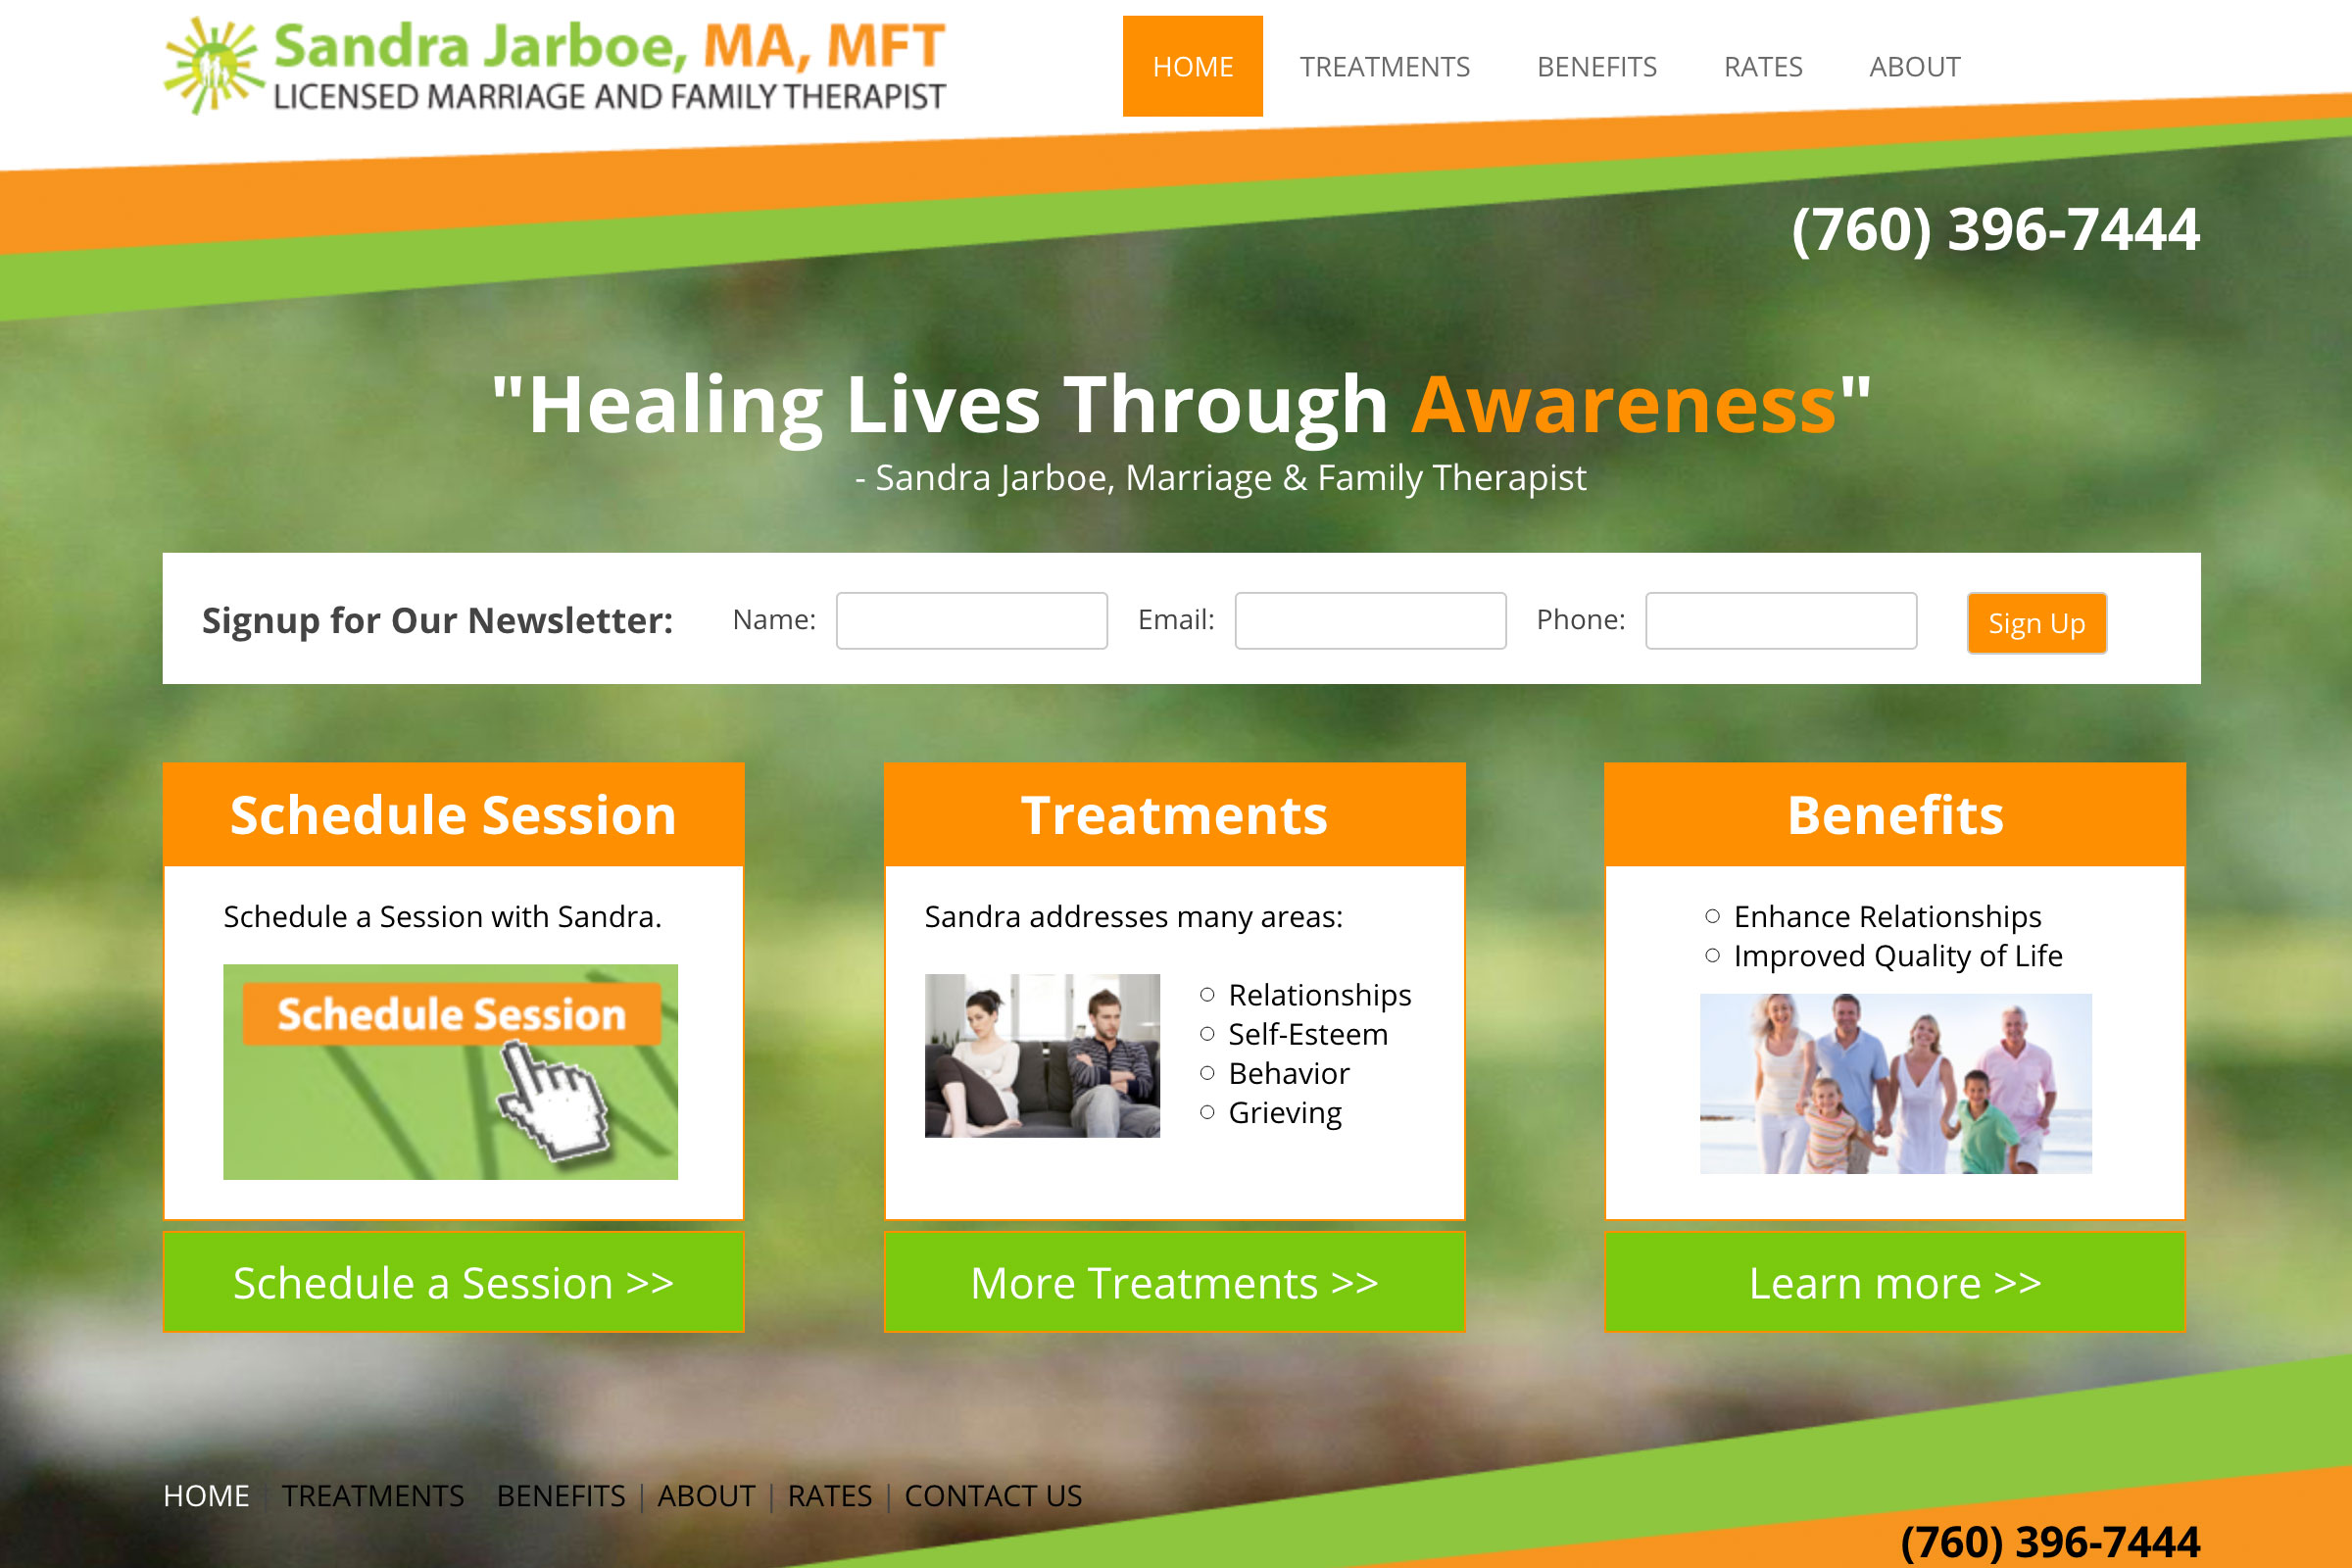 Sandra Jarboe, MA, MFT
LICENSED MARRIAGE AND FAMILY THERAPIST
HOME TREATMENTS BENEFITS RATES ABOUT
(760) 396-7444
"Healing Lives Through Awareness"
- Sandra Jarboe, Marriage & Family Therapist
Signup for Our Newsletter: Name: Email: Phone: Sign Up
Schedule Session
Schedule a Session with Sandra.
Schedule Session
Schedule a Session >>
Treatments
Sandra addresses many areas:
Relationships
Self-Esteem
Behavior
Grieving
More Treatments >>
Benefits
Enhance Relationships
Improved Quality of Life
Learn more >>
HOME | TREATMENTS | BENEFITS | ABOUT | RATES | CONTACT US
(760) 396-7444